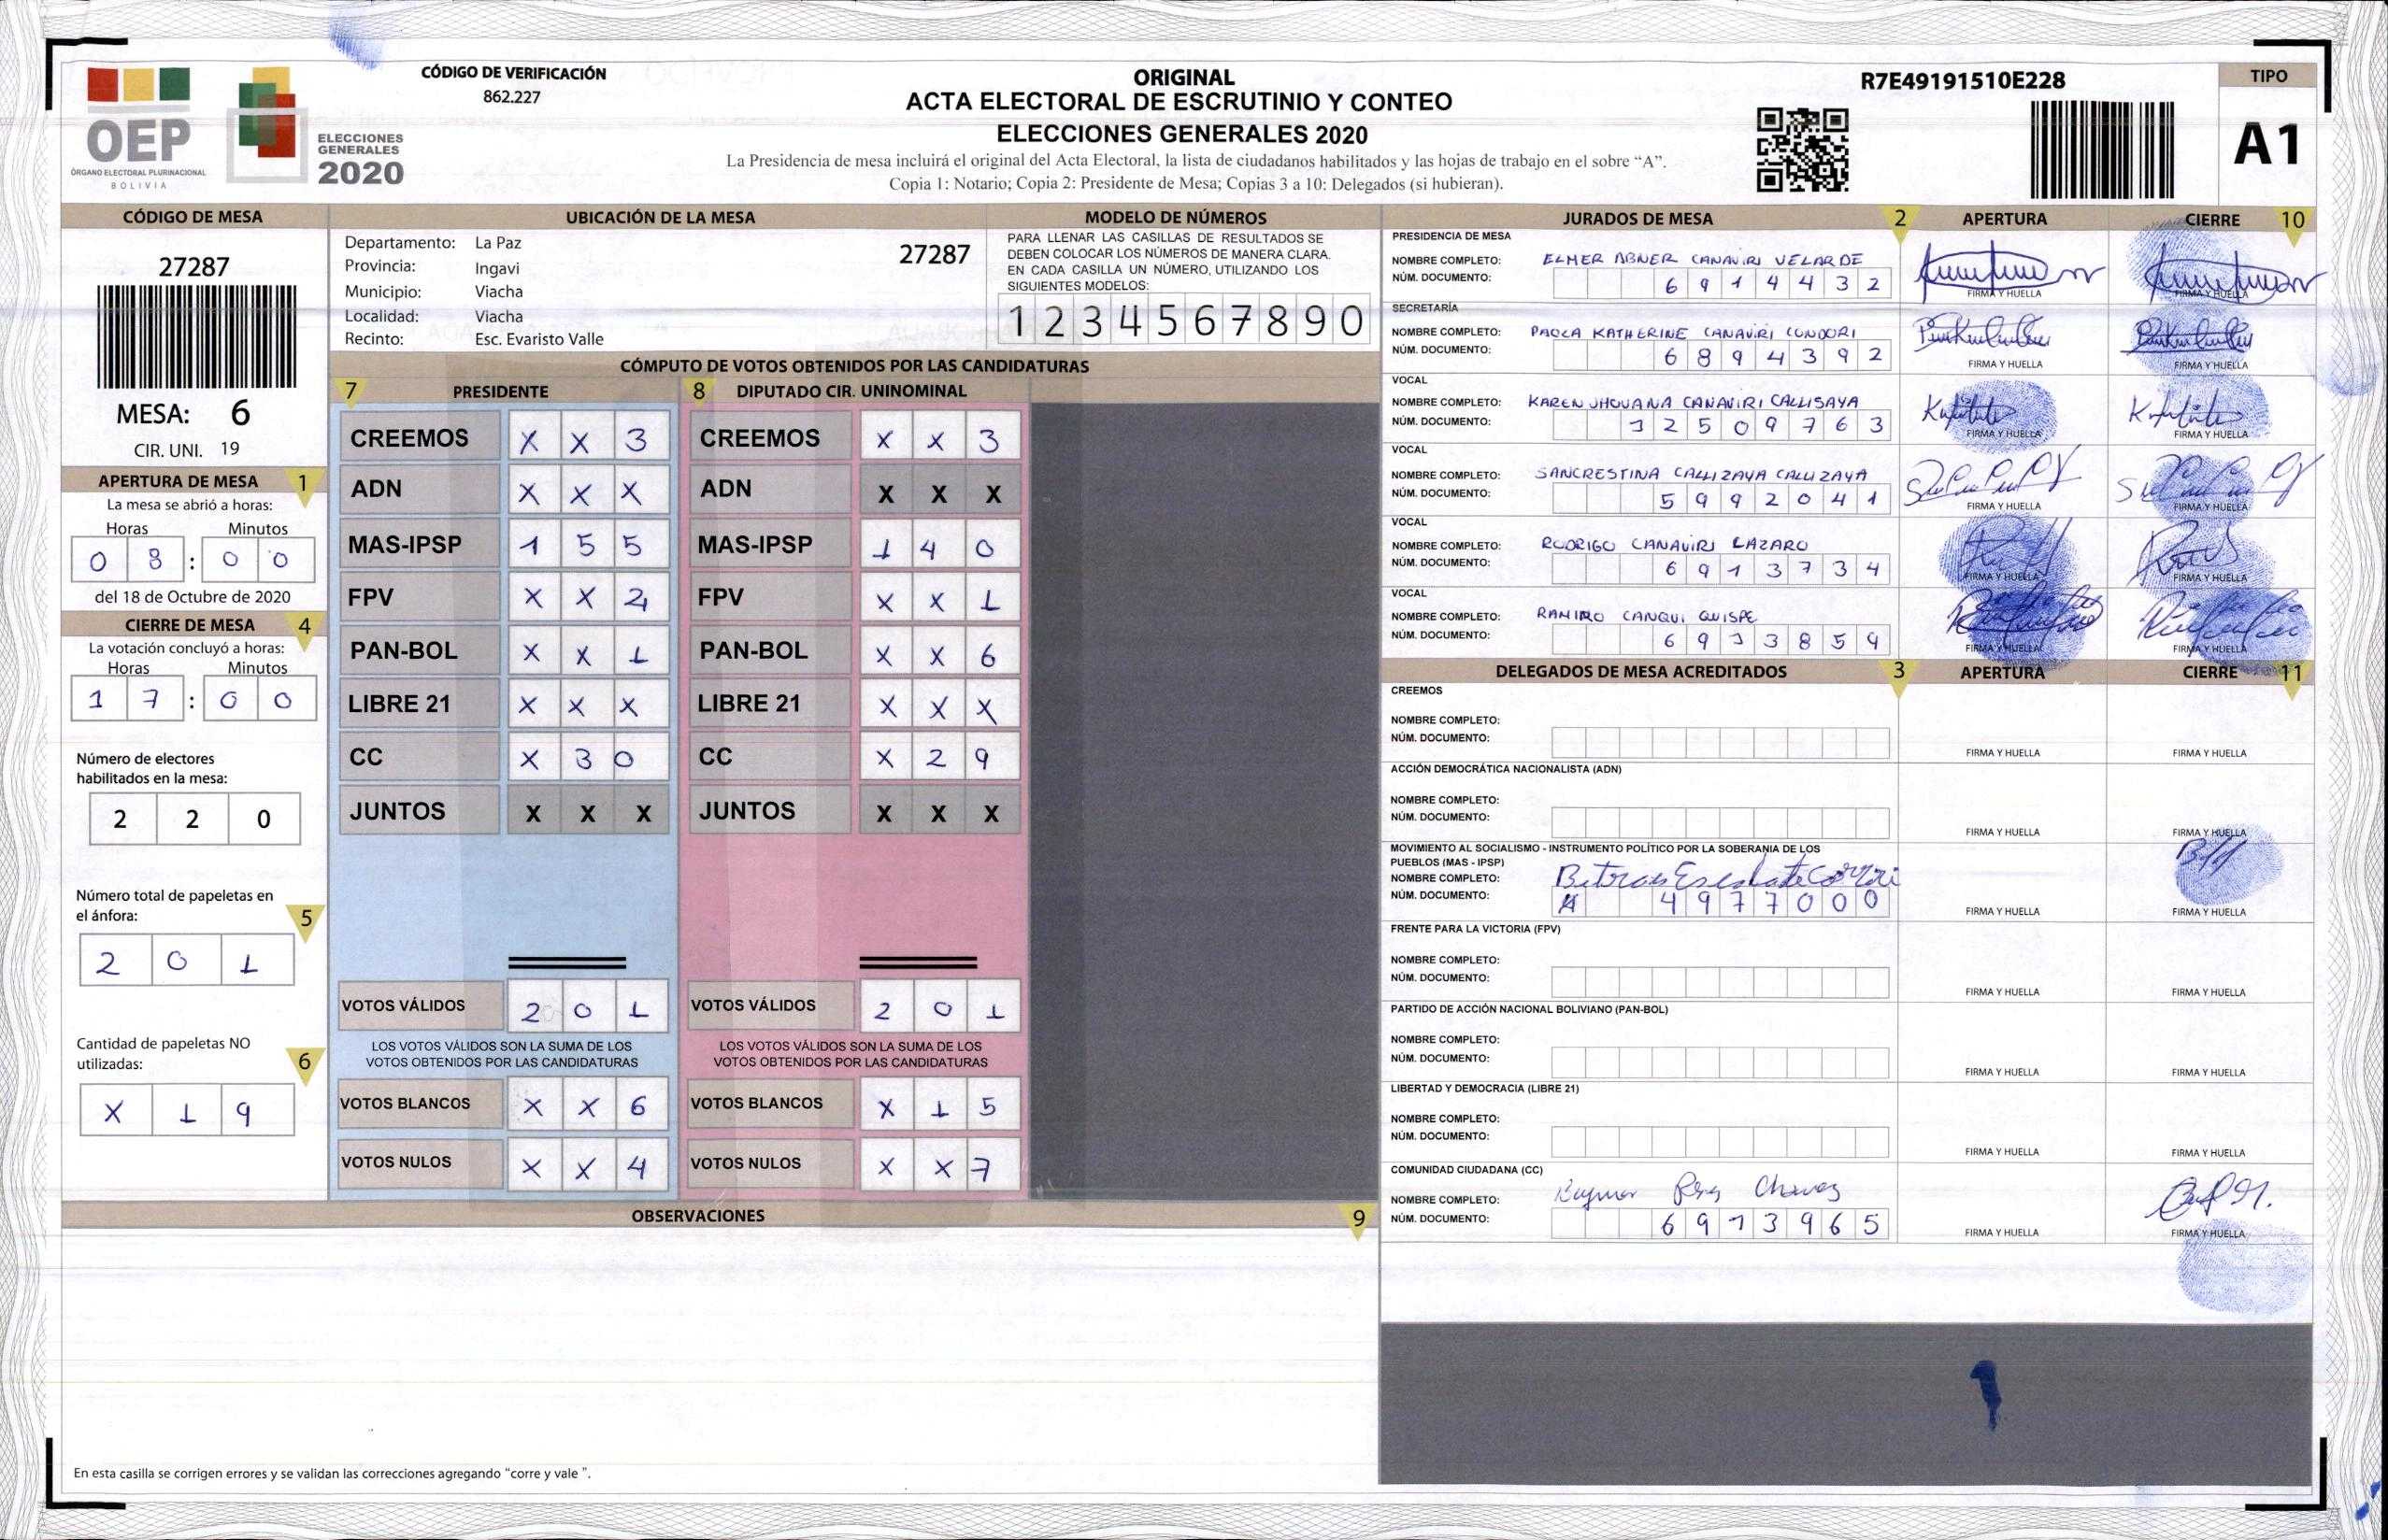 CÓDIGO DE VERIFICACIÓN
862.227
OEP
ÓRGANO ELECTORAL PLURINACIONAL
BOLIVIA
ELECCIONES
GENERALES
2020
ORIGINAL
ACTA ELECTORAL DE ESCRUTINIO Y CONTEO
ELECCIONES GENERALES 2020
La Presidencia de mesa incluirá el original del Acta Electoral, la lista de ciudadanos habilitados y las hojas de trabajo en el sobre “A”.
Copia 1: Notario; Copia 2: Presidente de Mesa; Copias 3 a 10: Delegados (si hubieran).
R7E49191510E228
TIPO
A1
CÓDIGO DE MESA
27287
MESA: 6
CIR. UNI. 19
APERTURA DE MESA 1
La mesa se abrió a horas:
Horas Minutos
0 8 : 0 0
del 18 de Octubre de 2020
CIERRE DE MESA 4
La votación concluyó a horas:
Horas Minutos
1 7 : 0 0
Número de electores
habilitados en la mesa:
2 2 0
Número total de papeletas en
el ánfora: 5
2 0 1
Cantidad de papeletas NO
utilizadas: 6
X 1 9
UBICACIÓN DE LA MESA
Departamento: La Paz
27287
Provincia: Ingavi
Municipio: Viacha
Localidad: Viacha
Recinto: Esc. Evaristo Valle
MODELO DE NÚMEROS
PARA LLENAR LAS CASILLAS DE RESULTADOS SE
DEBEN COLOCAR LOS NÚMEROS DE MANERA CLARA.
EN CADA CASILLA UN NÚMERO, UTILIZANDO LOS
SIGUIENTES MODELOS:
1 2 3 4 5 6 7 8 9 0
CÓMPUTO DE VOTOS OBTENIDOS POR LAS CANDIDATURAS
7 PRESIDENTE
CREEMOS X X 3
ADN X X X
MAS-IPSP 1 5 5
FPV X X 2
PAN-BOL X X 1
LIBRE 21 X X X
CC X 3 0
JUNTOS X X X
VOTOS VÁLIDOS 2 0 1
LOS VOTOS VÁLIDOS SON LA SUMA DE LOS
VOTOS OBTENIDOS POR LAS CANDIDATURAS
VOTOS BLANCOS X X 6
VOTOS NULOS X X 4
8 DIPUTADO CIR. UNINOMINAL
CREEMOS X X 3
ADN X X X
MAS-IPSP 1 4 0
FPV X X 1
PAN-BOL X X 6
LIBRE 21 X X X
CC X 2 9
JUNTOS X X X
VOTOS VÁLIDOS 2 0 1
LOS VOTOS VÁLIDOS SON LA SUMA DE LOS
VOTOS OBTENIDOS POR LAS CANDIDATURAS
VOTOS BLANCOS X 1 5
VOTOS NULOS X X 7
OBSERVACIONES 9
En esta casilla se corrigen errores y se validan las correcciones agregando “corre y vale ”.
JURADOS DE MESA 2 APERTURA CIERRE 10
PRESIDENCIA DE MESA
NOMBRE COMPLETO: ELMER ABNER CANAVIRI VELARDE
NÚM. DOCUMENTO: 6 9 1 4 4 3 2
FIRMA Y HUELLA FIRMA Y HUELLA
SECRETARÍA
NOMBRE COMPLETO: PAOLA KATHERINE CANAVIRI CONDORI
NÚM. DOCUMENTO: 6 8 9 4 3 9 2
FIRMA Y HUELLA FIRMA Y HUELLA
VOCAL
NOMBRE COMPLETO: KAREN JHOVANA CANAVIRI CALLISAYA
NÚM. DOCUMENTO: 1 2 5 0 9 7 6 3
FIRMA Y HUELLA FIRMA Y HUELLA
VOCAL
NOMBRE COMPLETO: SANCRESTINA CALLIZAYA CALLIZAYA
NÚM. DOCUMENTO: 5 9 9 2 0 4 1
FIRMA Y HUELLA FIRMA Y HUELLA
VOCAL
NOMBRE COMPLETO: RODRIGO CANAVIRI LAZARO
NÚM. DOCUMENTO: 6 9 1 3 7 3 4
FIRMA Y HUELLA FIRMA Y HUELLA
VOCAL
NOMBRE COMPLETO: RAMIRO CANQUI QUISPE
NÚM. DOCUMENTO: 6 9 1 3 8 5 9
FIRMA Y HUELLA FIRMA Y HUELLA
DELEGADOS DE MESA ACREDITADOS 3 APERTURA CIERRE 11
CREEMOS
NOMBRE COMPLETO:
NÚM. DOCUMENTO:
FIRMA Y HUELLA FIRMA Y HUELLA
ACCIÓN DEMOCRÁTICA NACIONALISTA (ADN)
NOMBRE COMPLETO:
NÚM. DOCUMENTO:
FIRMA Y HUELLA FIRMA Y HUELLA
MOVIMIENTO AL SOCIALISMO - INSTRUMENTO POLÍTICO POR LA SOBERANIA DE LOS
PUEBLOS (MAS - IPSP)
NOMBRE COMPLETO:
NÚM. DOCUMENTO: 4 9 7 7 0 0 0
FIRMA Y HUELLA FIRMA Y HUELLA
FRENTE PARA LA VICTORIA (FPV)
NOMBRE COMPLETO:
NÚM. DOCUMENTO:
FIRMA Y HUELLA FIRMA Y HUELLA
PARTIDO DE ACCIÓN NACIONAL BOLIVIANO (PAN-BOL)
NOMBRE COMPLETO:
NÚM. DOCUMENTO:
FIRMA Y HUELLA FIRMA Y HUELLA
LIBERTAD Y DEMOCRACIA (LIBRE 21)
NOMBRE COMPLETO:
NÚM. DOCUMENTO:
FIRMA Y HUELLA FIRMA Y HUELLA
COMUNIDAD CIUDADANA (CC)
NOMBRE COMPLETO:
NÚM. DOCUMENTO: 6 9 1 3 9 6 5
FIRMA Y HUELLA FIRMA Y HUELLA